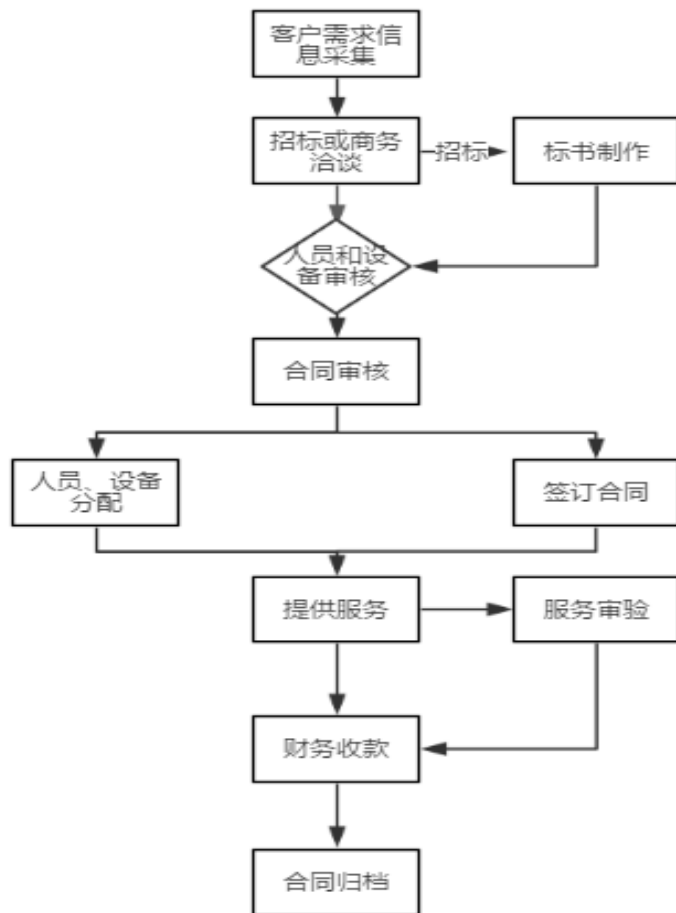 客户需求信
息采集
招标或商务
洽谈
招标
标书制作
人员和设
备审核
合同审核
人员、设备
分配
签订合同
提供服务
服务审验
财务收款
合同归档